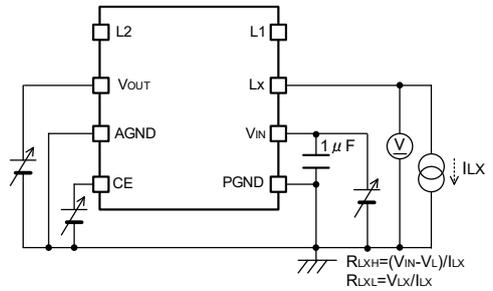 L2 L1
VOUT Lx
AGND VIN
1μF
V
CE PGND
ILX
RLXH=(VIN-VL)/ILX
RLXL=VLX/ILX